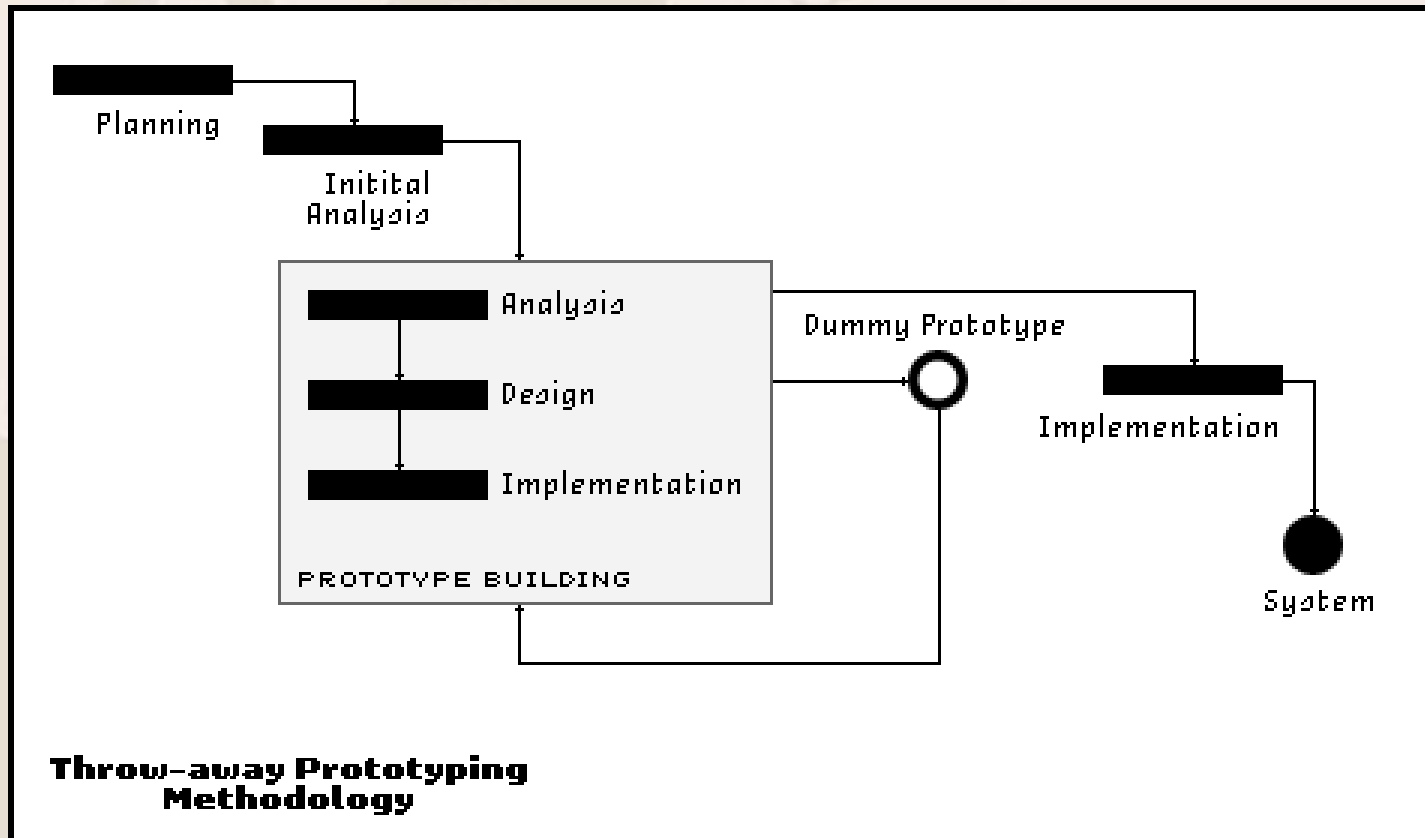 Planning
Initital
Analysis
Analysis
Dummy Prototype
Design
Implementation
Implementation
PROTOTYPE BUILDING
System
Throw-away Prototyping
Methodology